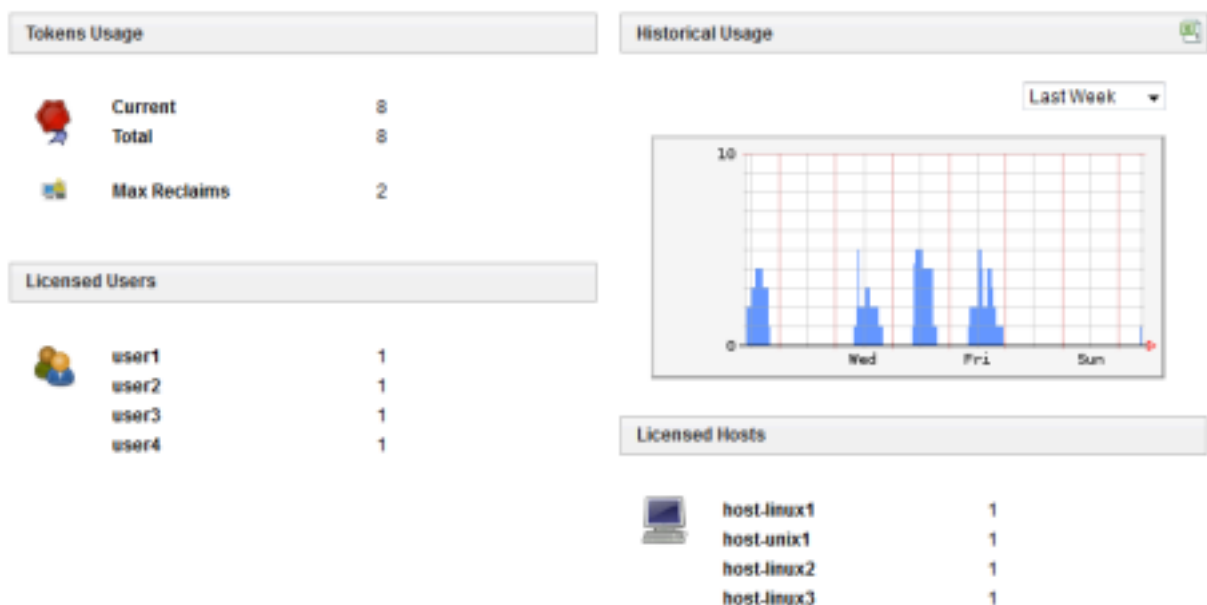 Tokens Usage
Current 8
Total 8
Max Reclaims 2
Licensed Users
user1 1
user2 1
user3 1
user4 1
Historical Usage
Last Week
10
0
Wed Fri Sun
Licensed Hosts
host-linux1 1
host-unix1 1
host-linux2 1
host-linux3 1